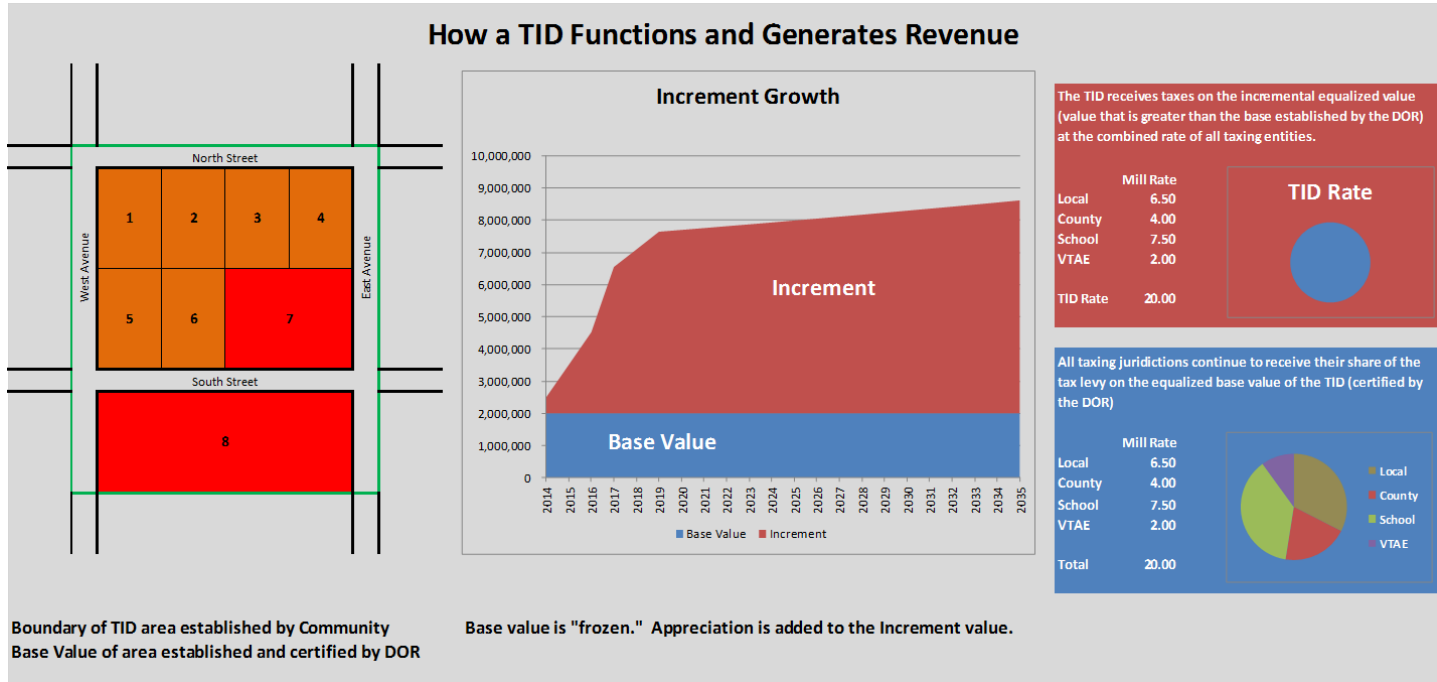 How a TID Functions and Generates Revenue
North Street
1 2 3 4
West Avenue
East Avenue
5 6 7
South Street
8
Boundary of TID area established by Community
Base Value of area established and certified by DOR
Increment Growth
10,000,000
9,000,000
8,000,000
7,000,000
6,000,000
5,000,000
4,000,000
3,000,000
2,000,000
1,000,000
0
Increment
Base Value
2014 2015 2016 2017 2018 2019 2020 2021 2022 2023 2024 2025 2026 2027 2028 2029 2030 2031 2032 2033 2034 2035
Base Value Increment
Base value is "frozen." Appreciation is added to the Increment value.
The TID receives taxes on the incremental equalized value
(value that is greater than the base established by the DOR)
at the combined rate of all taxing entities.
Mill Rate
Local 6.50
County 4.00
School 7.50
VTAE 2.00
TID Rate 20.00
TID Rate
All taxing juridictions continue to receive their share of the
tax levy on the equalized base value of the TID (certified by
the DOR)
Mill Rate
Local 6.50
County 4.00
School 7.50
VTAE 2.00
Total 20.00
Local
County
School
VTAE